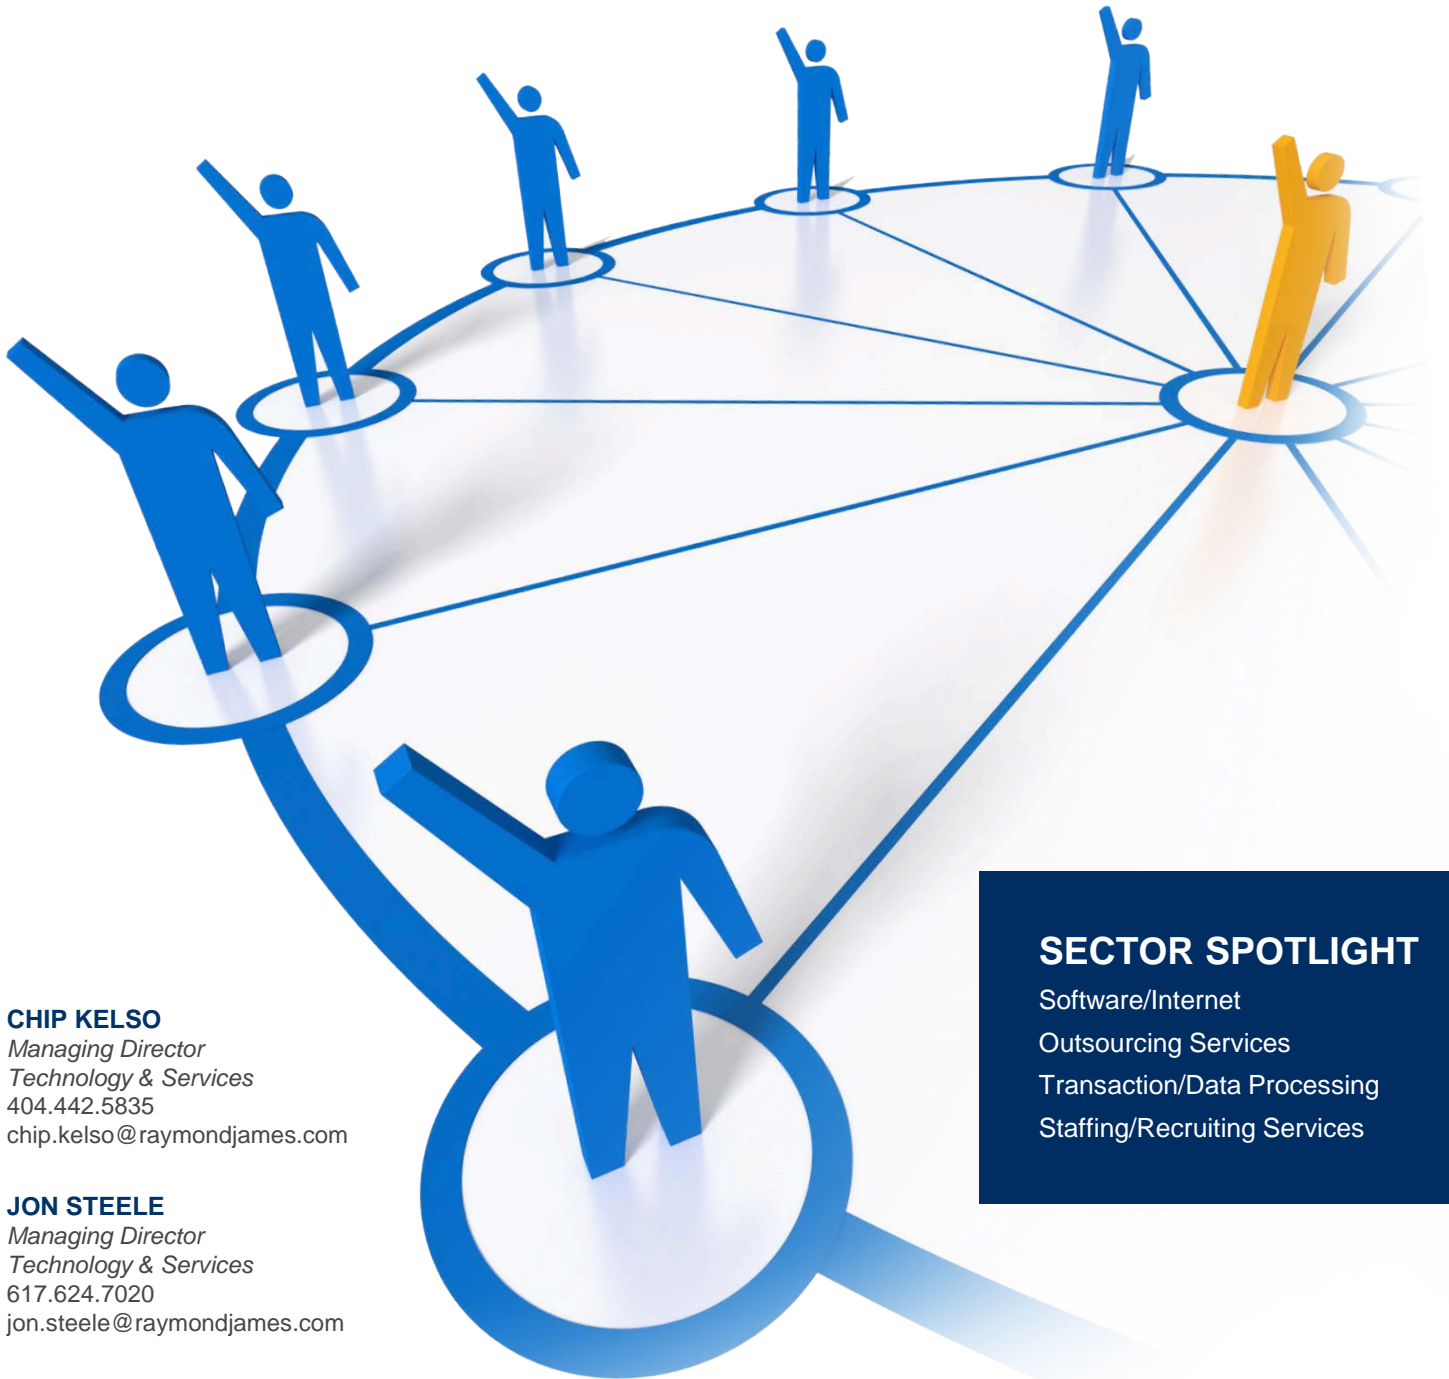 SECTOR SPOTLIGHT
Software/Internet
Outsourcing Services
Transaction/Data Processing
Staffing/Recruiting Services
CHIP KELSO
Managing Director
Technology & Services
404.442.5835
chip.kelso@raymondjames.com
JON STEELE
Managing Director
Technology & Services
617.624.7020
jon.steele@raymondjames.com